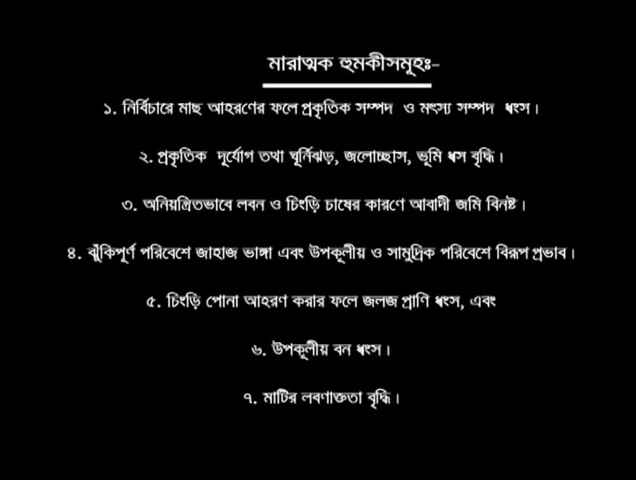 মারাত্মক হুমকীসমূহঃ-
১. নির্বিচারে মাছ আহরণের ফলে প্রকৃতিক সম্পদ ও মৎস্য সম্পদ ধ্বংস।
২. প্রকৃতিক দূর্যোগ তথা ঘূর্নিঝড়, জলোচ্ছাস, ভূমি ধ্বস বৃদ্ধি।
৩. অনিয়ন্ত্রিতভাবে লবন ও চিংড়ি চাষের কারণে আবাদী জমি বিনষ্ট।
৪. ঝুঁকিপূর্ণ পরিবেশে জাহাজ ভাঙ্গা এবং উপকূলীয় ও সামুদ্রিক পরিবেশে বিরূপ প্রভাব।
৫. চিংড়ি পোনা আহরণ করার ফলে জলজ প্রাণি ধ্বংস, এবং
৬. উপকূলীয় বন ধ্বংস।
৭. মাটির লবণাক্ততা বৃদ্ধি।